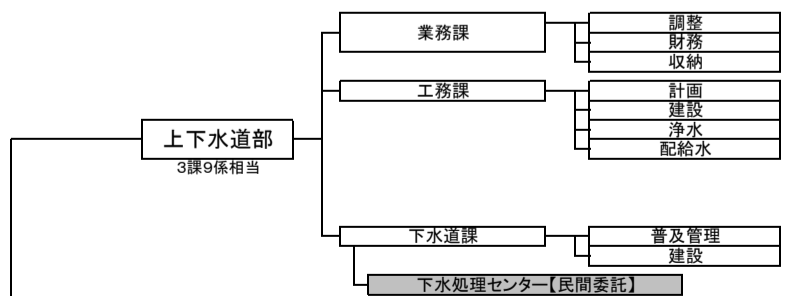 業務課
調整
財務
収納
工務課
計画
建設
浄水
配給水
上下水道部
3課9係相当
下水道課
普及管理
建設
下水処理センター【民間委託】